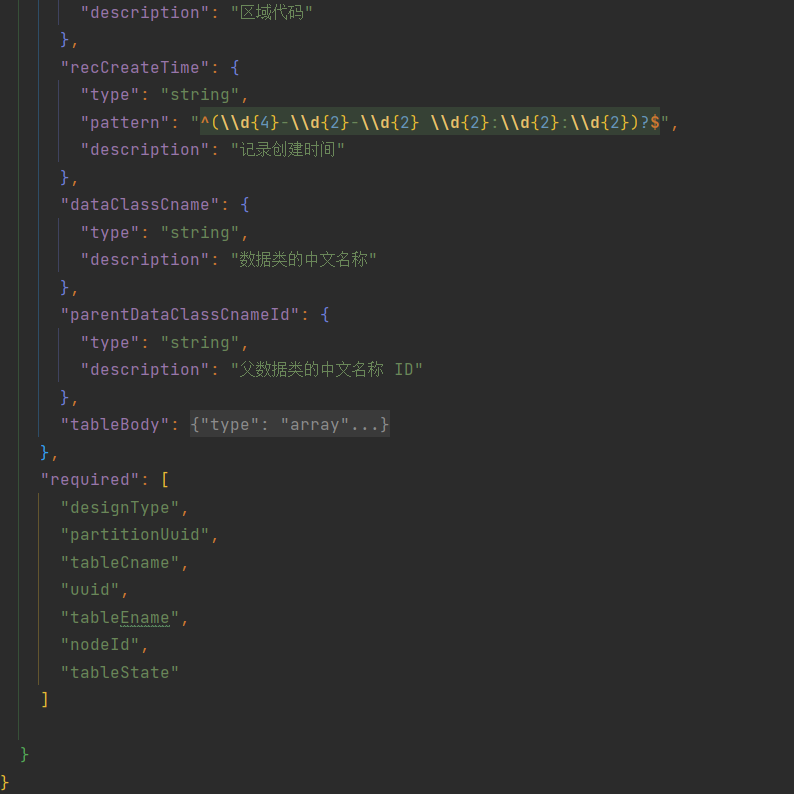 "description": "区域代码"
},
"recCreateTime": {
"type": "string",
"pattern": "^(\\d{4}-\\d{2}-\\d{2} \\d{2}:\\d{2}:\\d{2})?$",
"description": "记录创建时间"
},
"dataClassCname": {
"type": "string",
"description": "数据类的中文名称"
},
"parentDataClassCnameId": {
"type": "string",
"description": "父数据类的中文名称 ID"
},
"tableBody": {"type": "array"...}
},
"required": [
"designType",
"partitionUuid",
"tableCname",
"uuid",
"tableEname",
"nodeId",
"tableState"
]
}
}